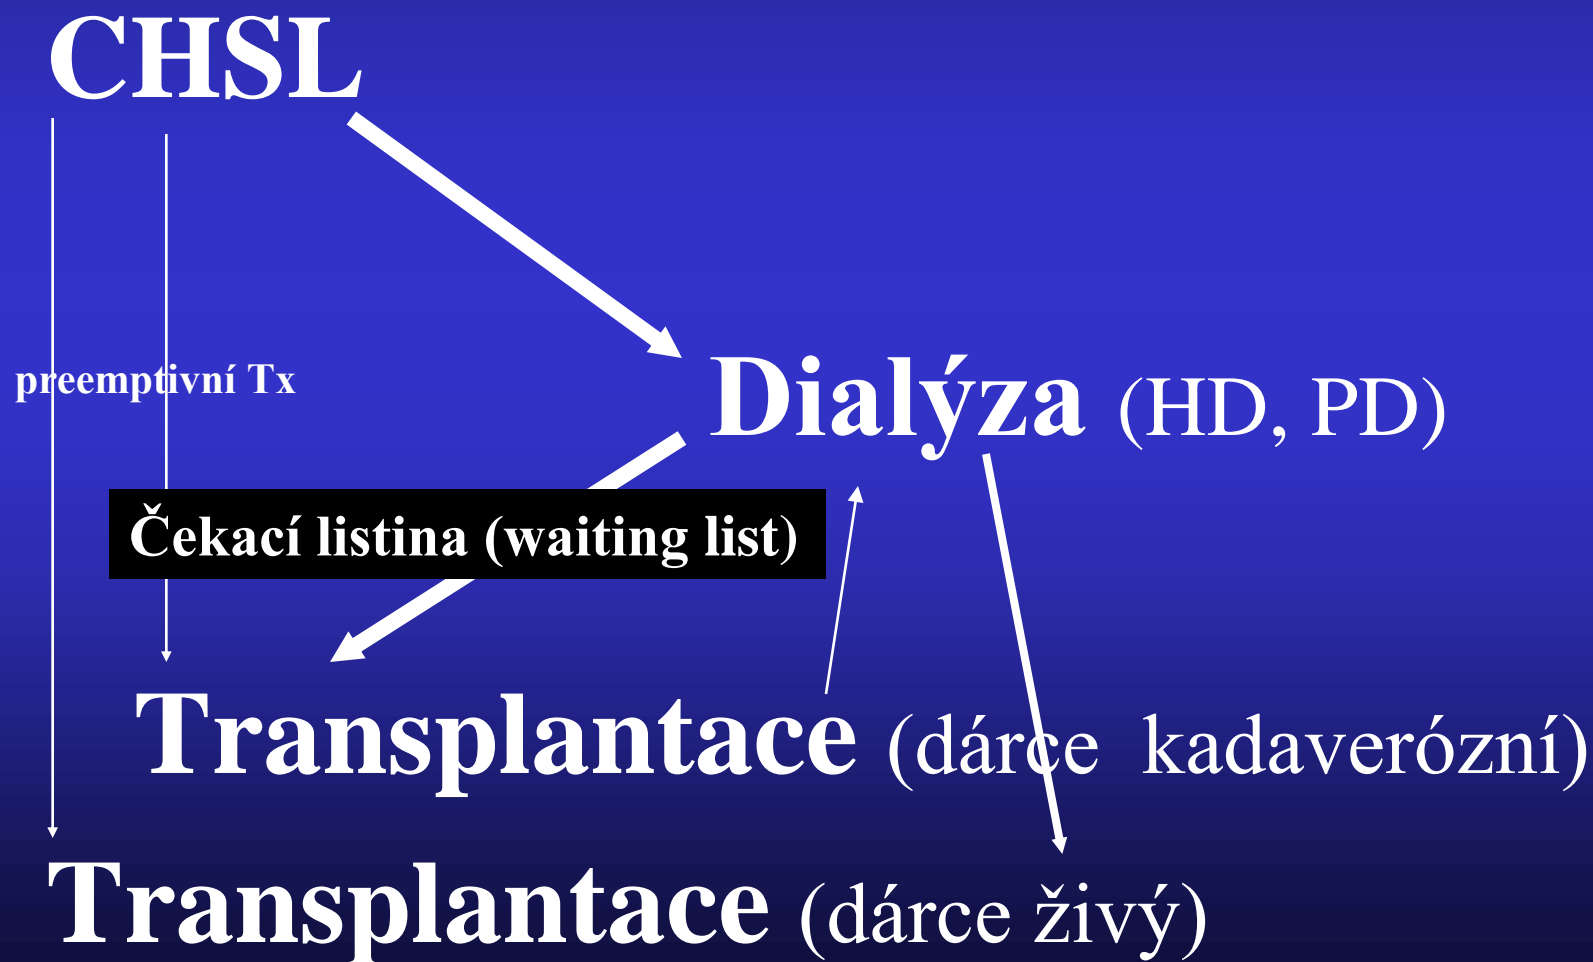 CHSL
preemptivní Tx
Dialýza (HD, PD)
Čekací listina (waiting list)
Transplantace (dárce kadaverózní)
Transplantace (dárce živý)